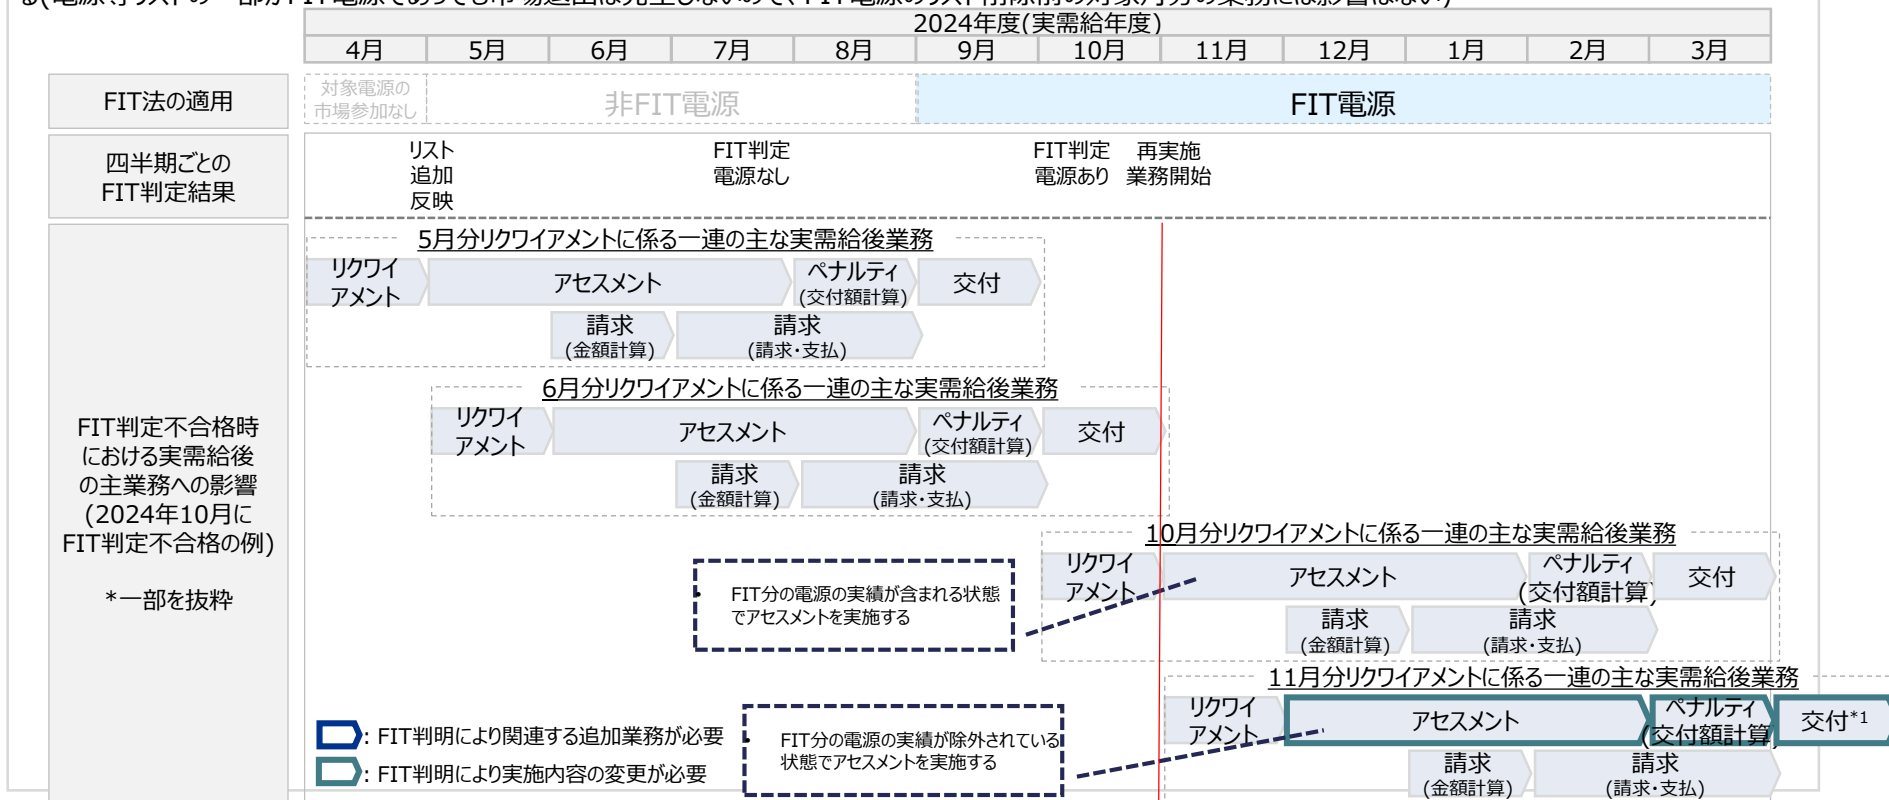 2024年度(実需給年度)
4月 5月 6月 7月 8月 9月 10月 11月 12月 1月 2月 3月
FIT法の適用
対象電源の
市場参加なし
非FIT電源
FIT電源
四半期ごとの
FIT判定結果
リスト
追加
反映
FIT判定
電源なし
FIT判定
電源あり
再実施
業務開始
FIT判定不合格時
における実需給後
の主業務への影響
(2024年10月に
FIT判定不合格の例)
*一部を抜粋
5月分リクワイアメントに係る一連の主な実需給後業務
リクワイ
アメント
アセスメント
ペナルティ
(交付額計算)
交付
請求
(金額計算)
請求
(請求・支払)
6月分リクワイアメントに係る一連の主な実需給後業務
リクワイ
アメント
アセスメント
ペナルティ
(交付額計算)
交付
請求
(金額計算)
請求
(請求・支払)
10月分リクワイアメントに係る一連の主な実需給後業務
リクワイ
アメント
アセスメント
ペナルティ
(交付額計算)
交付
請求
(金額計算)
請求
(請求・支払)
• FIT分の電源の実績が含まれる状態
でアセスメントを実施する
11月分リクワイアメントに係る一連の主な実需給後業務
リクワイ
アメント
アセスメント
ペナルティ
(交付額計算)
交付*1
請求
(金額計算)
請求
(請求・支払)
• FIT分の電源の実績が除外されている
状態でアセスメントを実施する
: FIT判明により関連する追加業務が必要
: FIT判明により実施内容の変更が必要